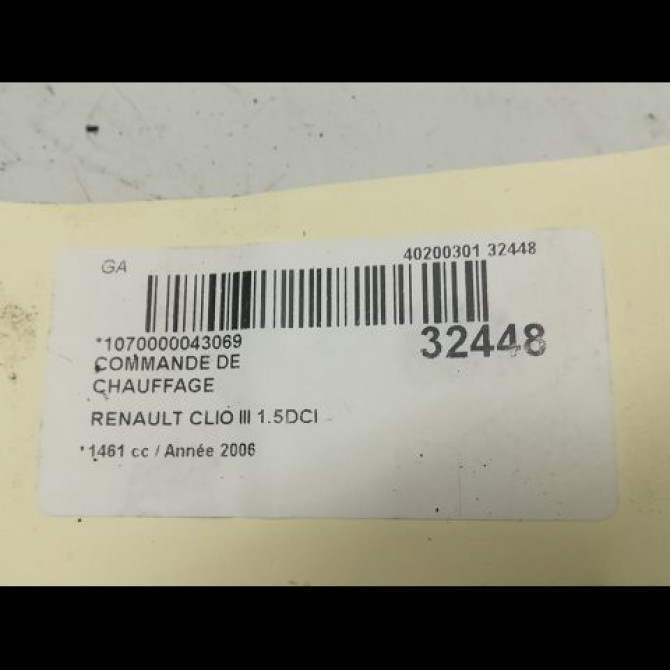 GA
40200301 32448
*1070000043069
32448
COMMANDE DE
CHAUFFAGE
RENAULT CLIO III 1.5DCI
*1461 cc / Année 2006